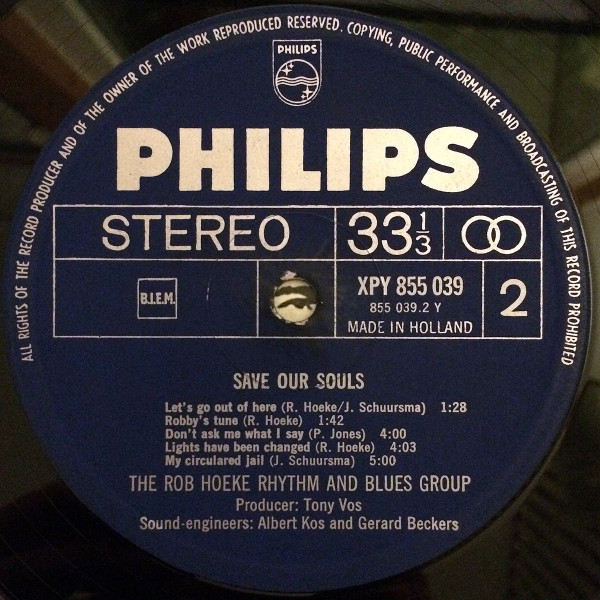 ALL RIGHTS OF THE RECORD PRODUCER AND OF THE OWNER OF THE WORK REPRODUCED RESERVED. COPYING, PUBLIC PERFORMANCE AND BROADCASTING OF THIS RECORD PROHIBITED
PHILIPS
PHILIPS
STEREO 33 1/3
B.I.E.M. XPY 855 039 2
855 039.2 Y
MADE IN HOLLAND
SAVE OUR SOULS
Let's go out of here (R. Hoeke/J. Schuursma) 1:28
Robby's tune (R. Hoeke) 1:42
Don't ask me what I say (P. Jones) 4:00
Lights have been changed (R. Hoeke) 4:03
My circulared jail (J. Schuursma) 5:00
THE ROB HOEKE RHYTHM AND BLUES GROUP
Producer: Tony Vos
Sound-engineers: Albert Kos and Gerard Beckers